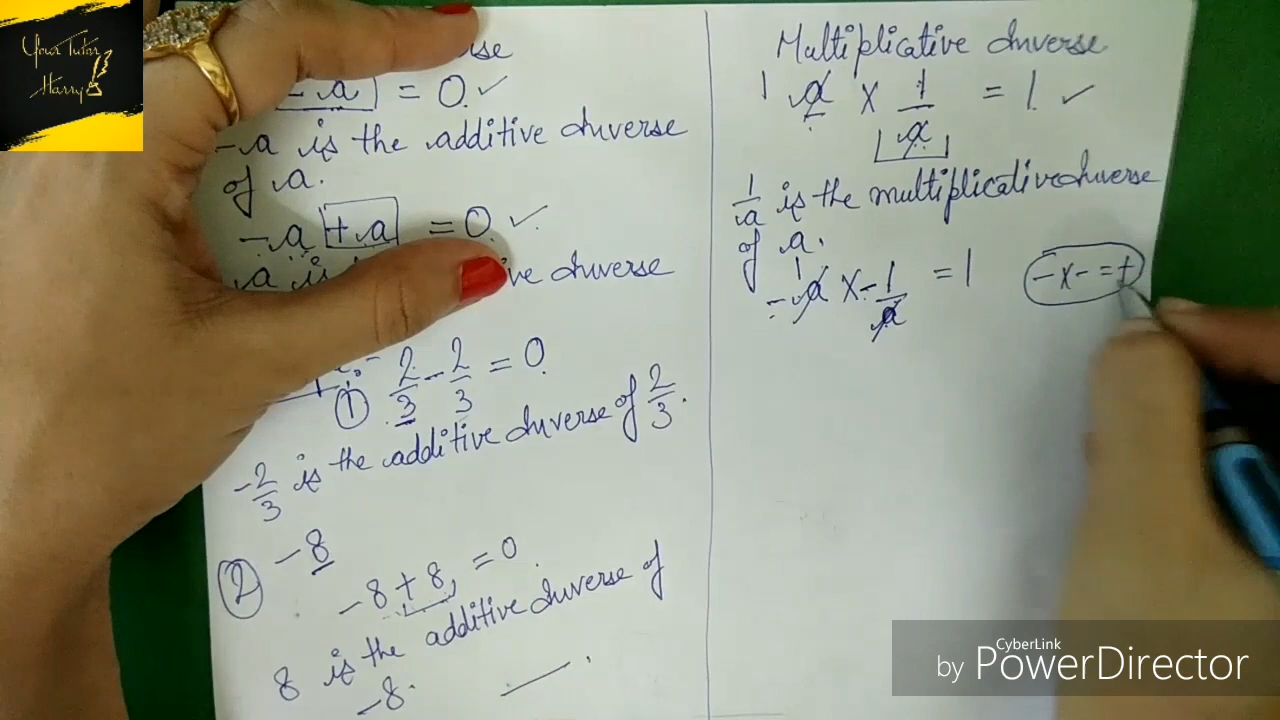 Your Tutor
Harry
- a = 0 ✓
-a is the additive Inverse
of a.
-a + a = 0. ✓
Inverse
① 2/3 - 2/3 = 0
-2/3 is the additive Inverse of 2/3.
② -8
-8 + 8, = 0.
8 is the additive Inverse of
-8.
Multiplicative Inverse
1 a × 1/a = 1. ✓
1/a is the multiplicative Inverse
of a.
1
-a × -1/a = 1
- × - = +
CyberLink
by PowerDirector